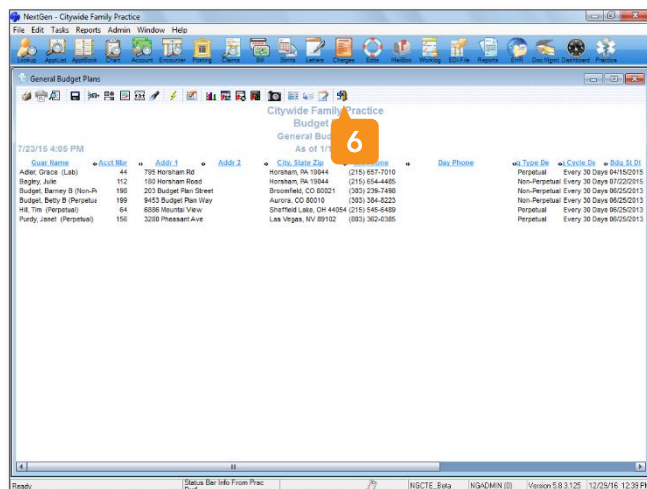 NextGen - Citywide Family Practice
File Edit Tasks Reports Admin Window Help
Lookup ApptList ApptBook Chart Account Encounter Posting Claims Bill Stmts Letters Charges Edits MailBox Worklog EDI File Reports EHR Doc Mgmt Dashboard Practice
General Budget Plans
Citywide Family Practice
Budget
General Bud
7/23/15 4:05 PM As of 1/1
6
Guar Name Acct Nbr Addr 1 Addr 2 City, State Zip Day Phone Type De Cycle De Bdg St Dt
Adler, Grace (Lab) 44 795 Horsham Rd Horsham, PA 19044 (215) 657-7010 Perpetual Every 30 Days 04/15/2015
Begley, Julie 112 180 Horsham Road Horsham, PA 19044 (215) 654-4485 Non-Perpetual Every 30 Days 07/22/2015
Budget, Barney B (Non-Pe 198 203 Budget Plan Street Broomfield, CO 80021 (303) 239-7498 Non-Perpetual Every 30 Days 06/25/2013
Budget, Betty B (Perpetua 199 9453 Budget Plan Way Aurora, CO 80010 (303) 384-8223 Non-Perpetual Every 30 Days 06/25/2013
Hill, Tim (Perpetual) 64 6886 Mountai View Sheffield Lake, OH 44054 (215) 545-6489 Perpetual Every 30 Days 06/25/2013
Purdy, Janet (Perpetual) 156 3280 Pheasant Ave Las Vegas, NV 89102 (883) 362-0385 Perpetual Every 30 Days 06/25/2013
Ready Status Bar Info From Prac NGCTE_Beta NGADMIN (0) Version 5.8.3.125 12/29/16 12:39 PM